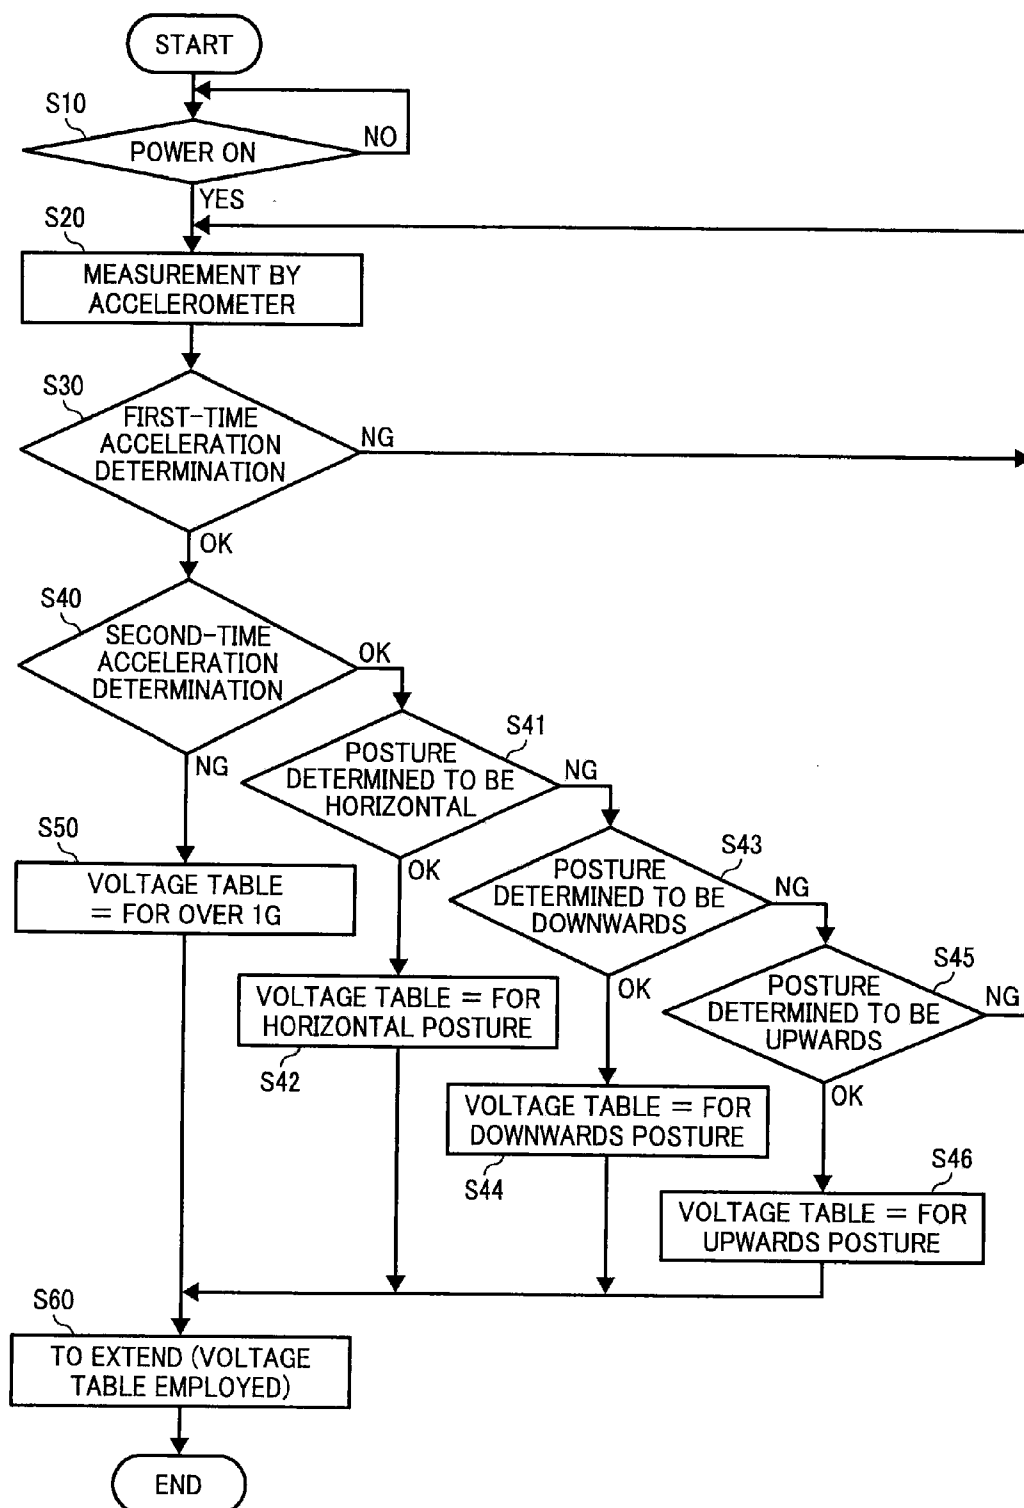 START
S10
POWER ON
NO
YES
S20
MEASUREMENT BY
ACCELEROMETER
S30
FIRST-TIME
ACCELERATION
DETERMINATION
NG
OK
S40
SECOND-TIME
ACCELERATION
DETERMINATION
OK
NG
S41
POSTURE
DETERMINED TO BE
HORIZONTAL
NG
OK
S43
POSTURE
DETERMINED TO BE
DOWNWARDS
NG
OK
S45
POSTURE
DETERMINED TO BE
UPWARDS
NG
OK
S50
VOLTAGE TABLE
= FOR OVER 1G
VOLTAGE TABLE = FOR
HORIZONTAL POSTURE
S42
VOLTAGE TABLE = FOR
DOWNWARDS POSTURE
S44
S46
VOLTAGE TABLE = FOR
UPWARDS POSTURE
S60
TO EXTEND (VOLTAGE
TABLE EMPLOYED)
END